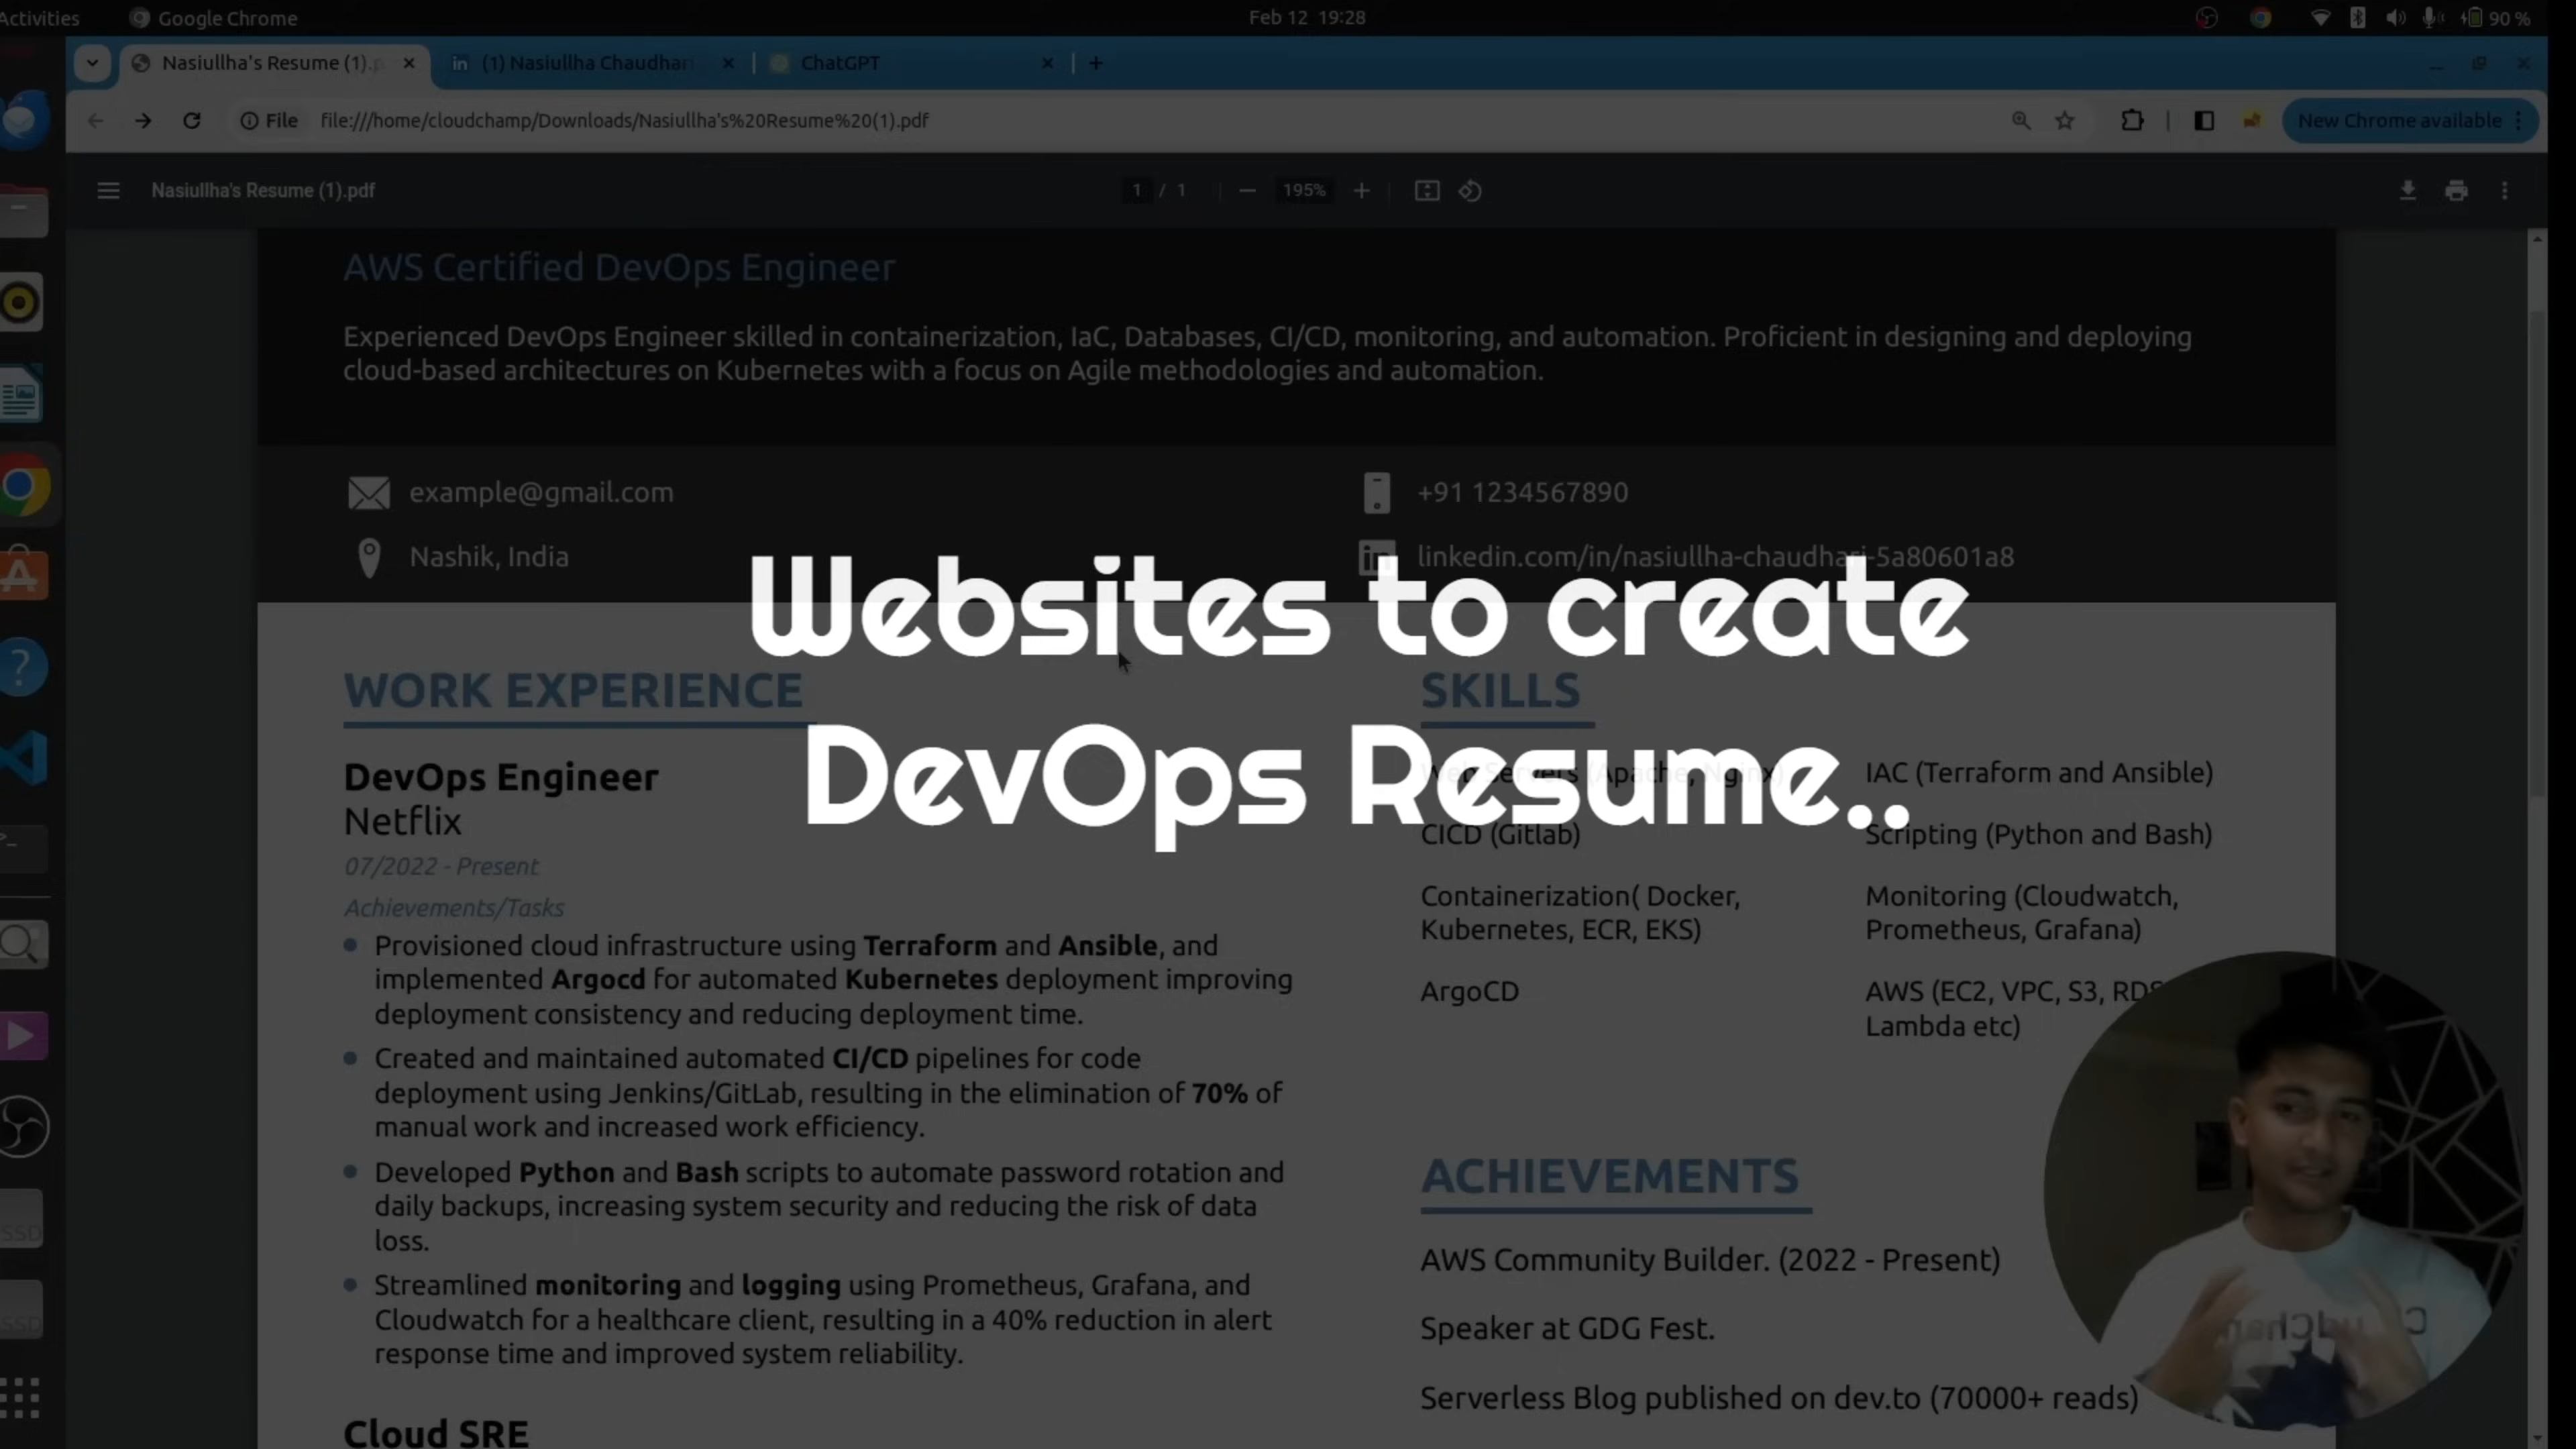 Activities
Google Chrome
Feb 12 19:28
90 %
Nasiullha's Resume (1).p
(1) Nasiullha Chaudhari
ChatGPT
File
file:///home/cloudchamp/Downloads/Nasiullha's%20Resume%20(1).pdf
New Chrome available
Nasiullha's Resume (1).pdf
1 / 1
195%
AWS Certified DevOps Engineer
Experienced DevOps Engineer skilled in containerization, IaC, Databases, CI/CD, monitoring, and automation. Proficient in designing and deploying
cloud-based architectures on Kubernetes with a focus on Agile methodologies and automation.
example@gmail.com
+91 1234567890
Nashik, India
linkedin.com/in/nasiullha-chaudhari-5a80601a8
Websites to create
DevOps Resume..
WORK EXPERIENCE
DevOps Engineer
Netflix
07/2022 - Present
Achievements/Tasks
Provisioned cloud infrastructure using Terraform and Ansible, and
implemented Argocd for automated Kubernetes deployment improving
deployment consistency and reducing deployment time.
Created and maintained automated CI/CD pipelines for code
deployment using Jenkins/GitLab, resulting in the elimination of 70% of
manual work and increased work efficiency.
Developed Python and Bash scripts to automate password rotation and
daily backups, increasing system security and reducing the risk of data
loss.
Streamlined monitoring and logging using Prometheus, Grafana, and
Cloudwatch for a healthcare client, resulting in a 40% reduction in alert
response time and improved system reliability.
Cloud SRE
SKILLS
Web Servers (Apache, Nginx)
IAC (Terraform and Ansible)
CICD (Gitlab)
Scripting (Python and Bash)
Containerization( Docker,
Kubernetes, ECR, EKS)
Monitoring (Cloudwatch,
Prometheus, Grafana)
ArgoCD
AWS (EC2, VPC, S3, RDS
Lambda etc)
ACHIEVEMENTS
AWS Community Builder. (2022 - Present)
Speaker at GDG Fest.
Serverless Blog published on dev.to (70000+ reads)